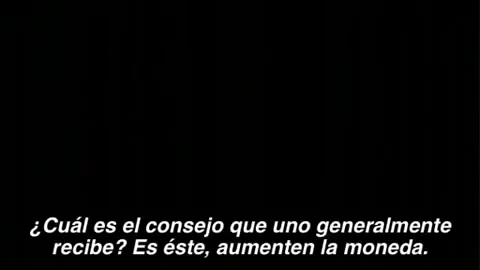 ¿Cuál es el consejo que uno generalmente
recibe? Es éste, aumenten la moneda.